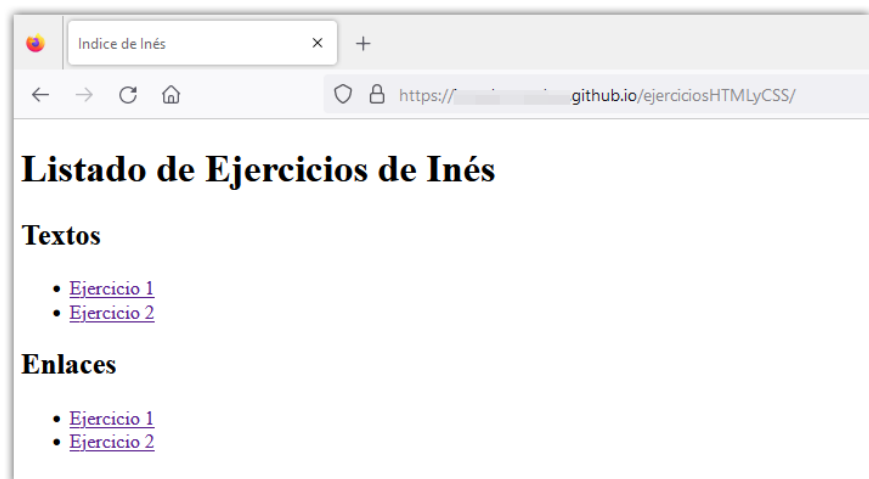 Indice de Inés
https:// github.io/ejerciciosHTMLyCSS/
Listado de Ejercicios de Inés
Textos
Ejercicio 1
Ejercicio 2
Enlaces
Ejercicio 1
Ejercicio 2